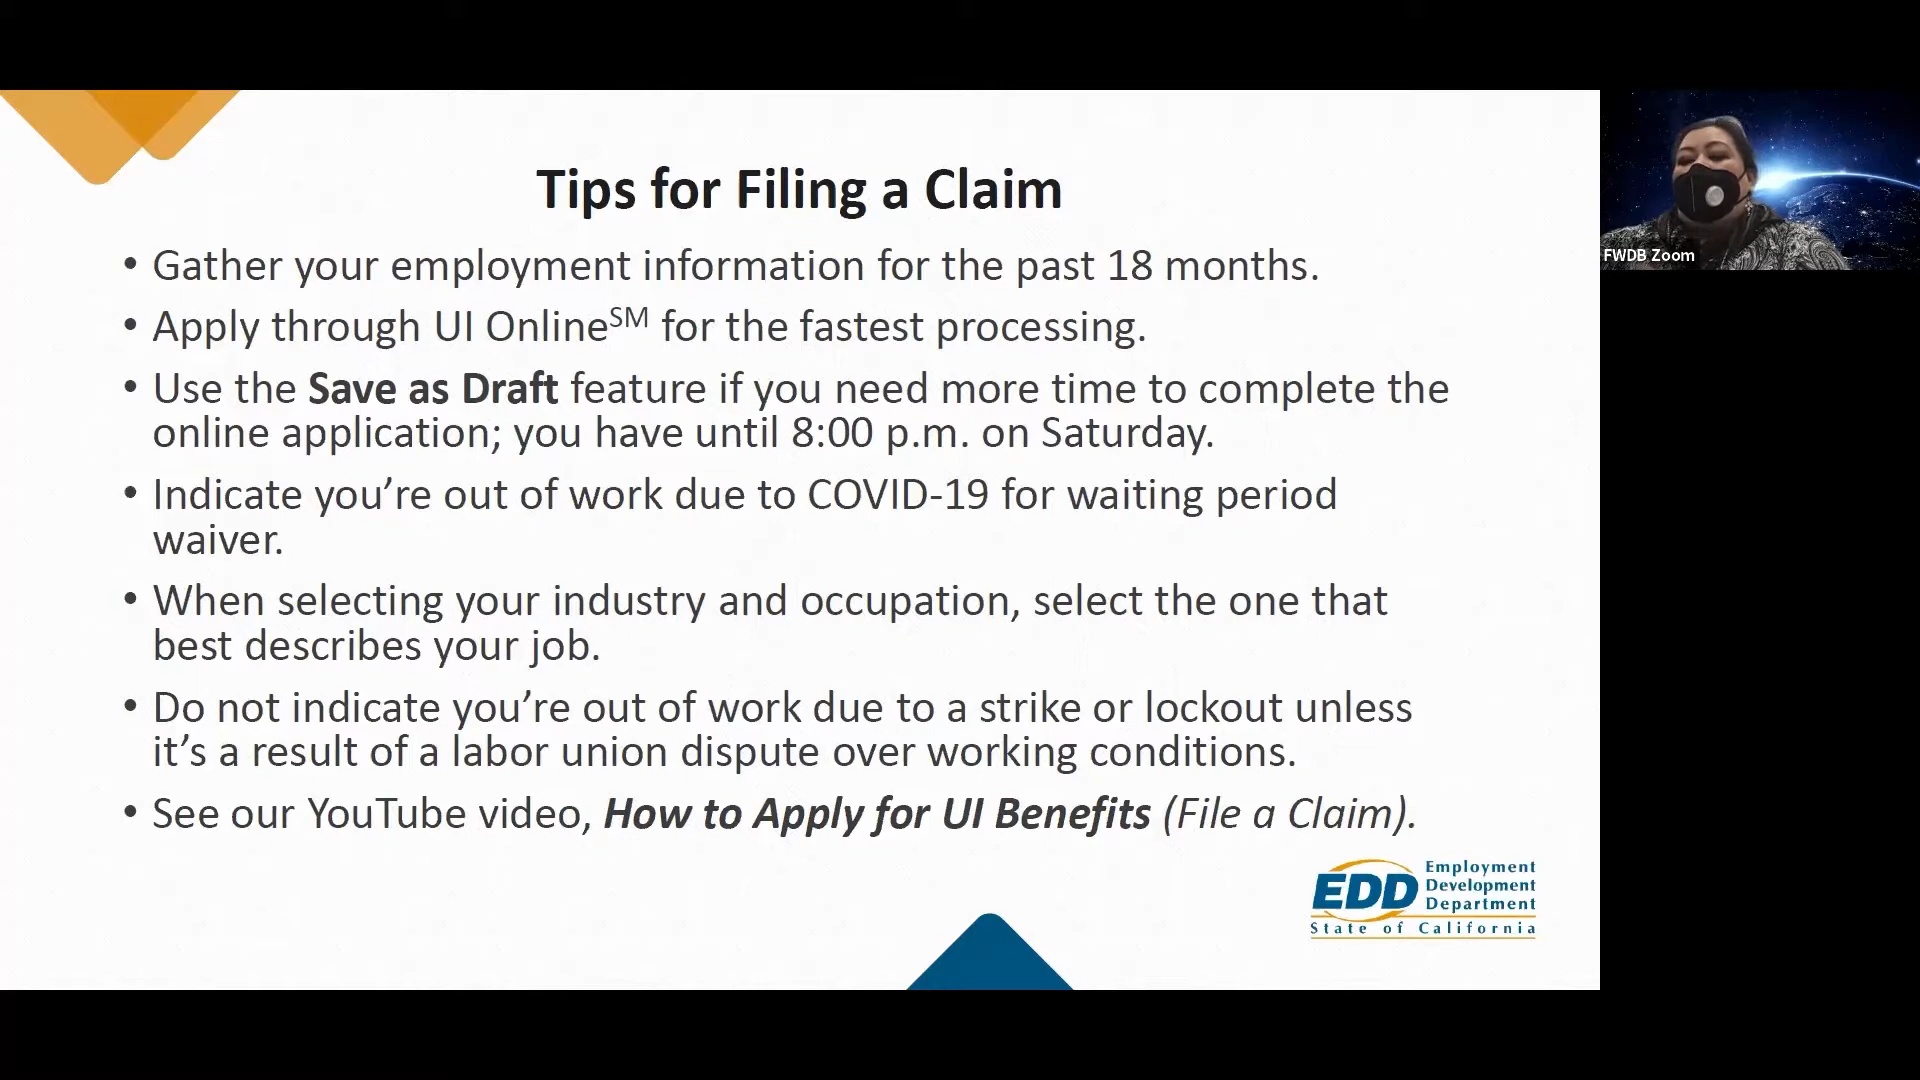 Tips for Filing a Claim
• Gather your employment information for the past 18 months.
• Apply through UI Online℠ for the fastest processing.
• Use the Save as Draft feature if you need more time to complete the
online application; you have until 8:00 p.m. on Saturday.
• Indicate you’re out of work due to COVID-19 for waiting period
waiver.
• When selecting your industry and occupation, select the one that
best describes your job.
• Do not indicate you’re out of work due to a strike or lockout unless
it’s a result of a labor union dispute over working conditions.
• See our YouTube video, How to Apply for UI Benefits (File a Claim).
EDD
Employment
Development
Department
State of California
FWDB Zoom